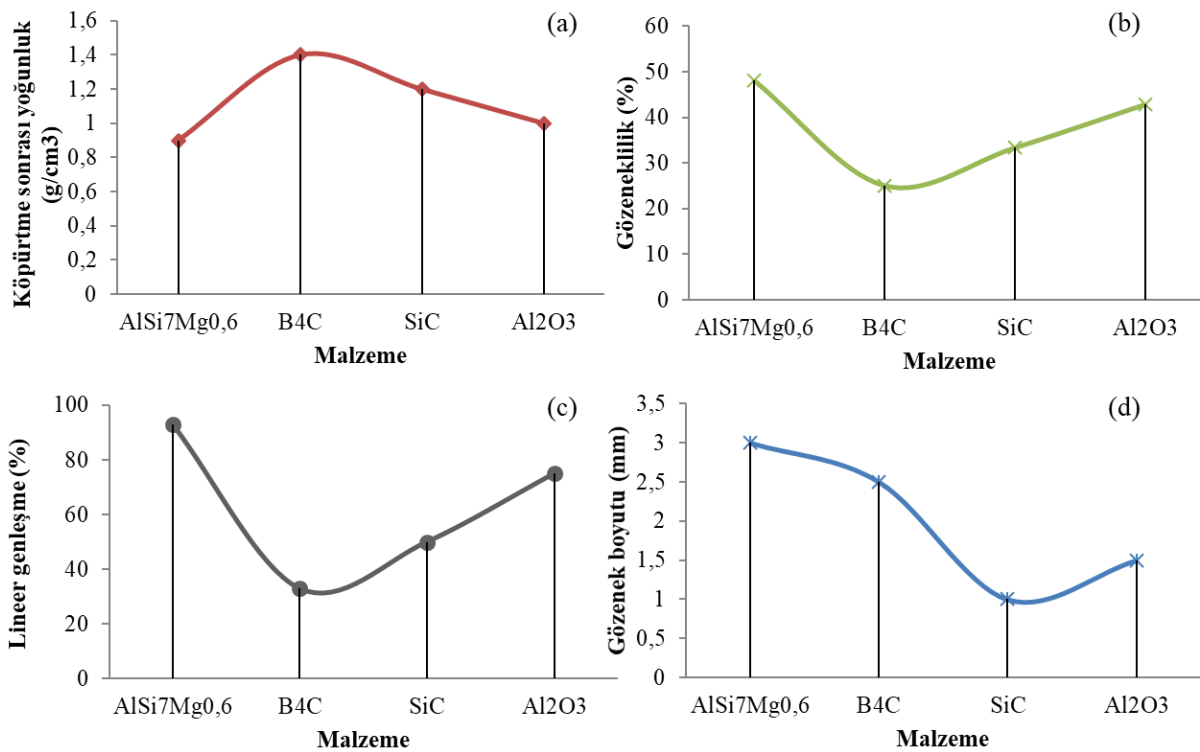 (a)
Köpürtme sonrası yoğunluk
(g/cm3)
1,6
1,4
1,2
1
0,8
0,6
0,4
0,2
0
AlSi7Mg0,6 B4C SiC Al2O3
Malzeme
(b)
Gözeneklilik (%)
60
50
40
30
20
10
0
AlSi7Mg0,6 B4C SiC Al2O3
Malzeme
(c)
Lineer genleşme (%)
100
80
60
40
20
0
AlSi7Mg0,6 B4C SiC Al2O3
Malzeme
(d)
Gözenek boyutu (mm)
3,5
3
2,5
2
1,5
1
0,5
0
AlSi7Mg0,6 B4C SiC Al2O3
Malzeme